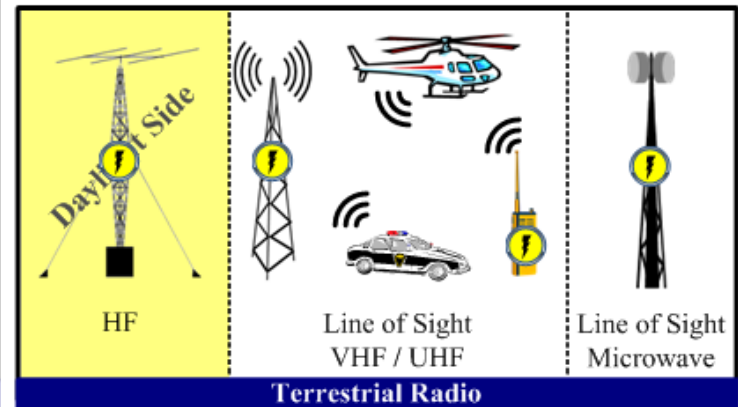 Daylight Side
HF
Line of Sight
VHF / UHF
Line of Sight
Microwave
Terrestrial Radio